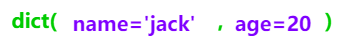 dict( name='jack' , age=20 )